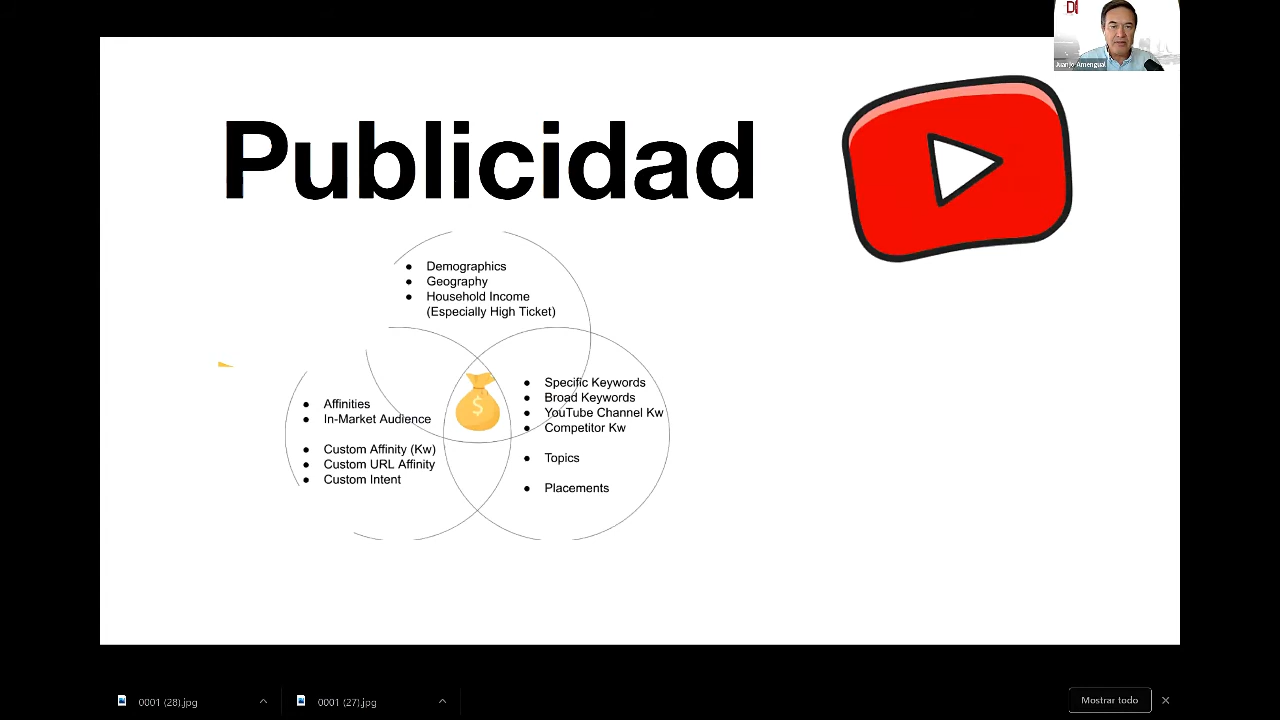 Juanjo Amengual
Publicidad
● Demographics
● Geography
● Household Income
(Especially High Ticket)
● Affinities
● In-Market Audience
● Custom Affinity (Kw)
● Custom URL Affinity
● Custom Intent
$
● Specific Keywords
● Broad Keywords
● YouTube Channel Kw
● Competitor Kw
● Topics
● Placements
0001 (28).jpg
0001 (27).jpg
Mostrar todo